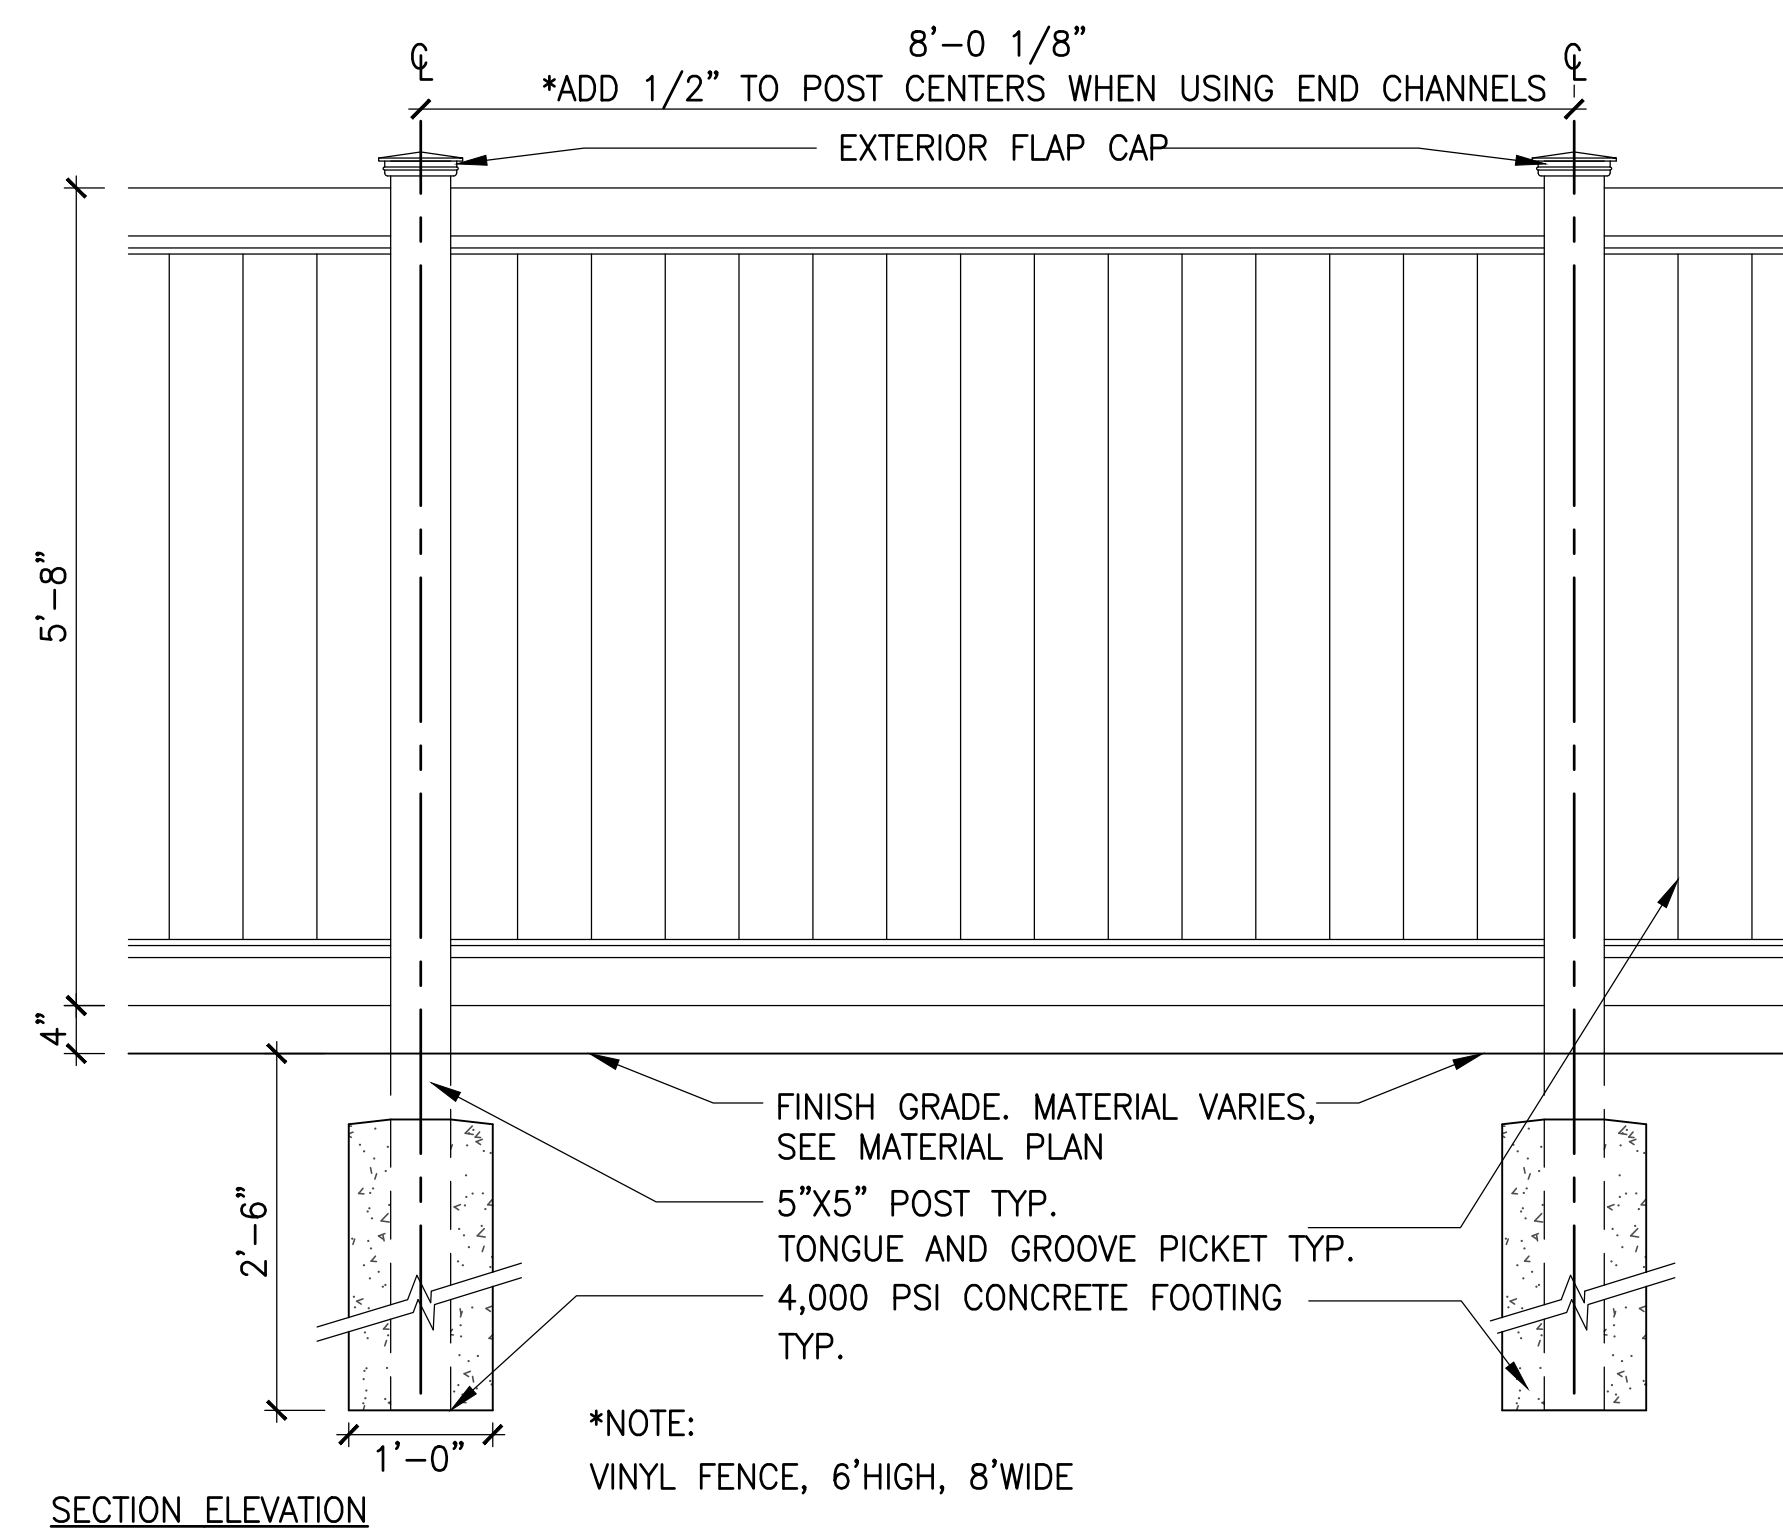 ℄
8'-0 1/8"
℄
*ADD 1/2" TO POST CENTERS WHEN USING END CHANNELS
EXTERIOR FLAP CAP
5'-8"
4"
FINISH GRADE. MATERIAL VARIES,
SEE MATERIAL PLAN
5"X5" POST TYP.
TONGUE AND GROOVE PICKET TYP.
2'-6"
4,000 PSI CONCRETE FOOTING
TYP.
*NOTE:
1'-0"
VINYL FENCE, 6'HIGH, 8'WIDE
SECTION ELEVATION